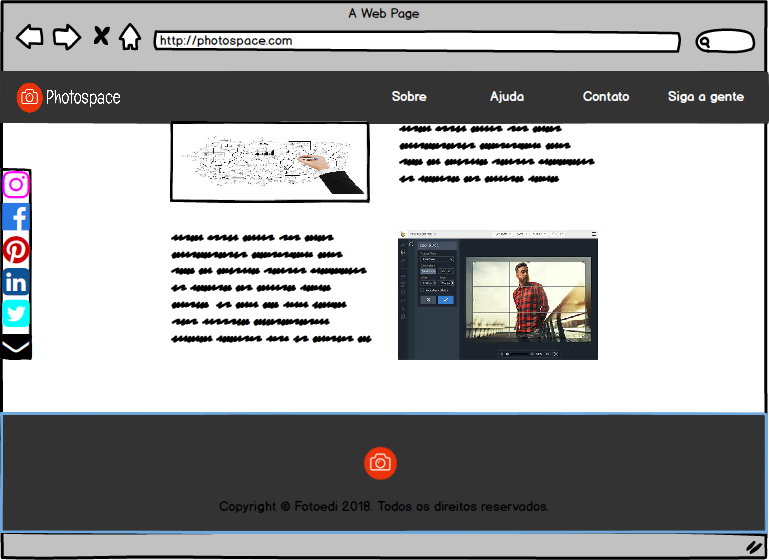 A Web Page
http://photospace.com
Photospace
Sobre
Ajuda
Contato
Siga a gente
Copyright © Fotoedi 2018. Todos os direitos reservados.